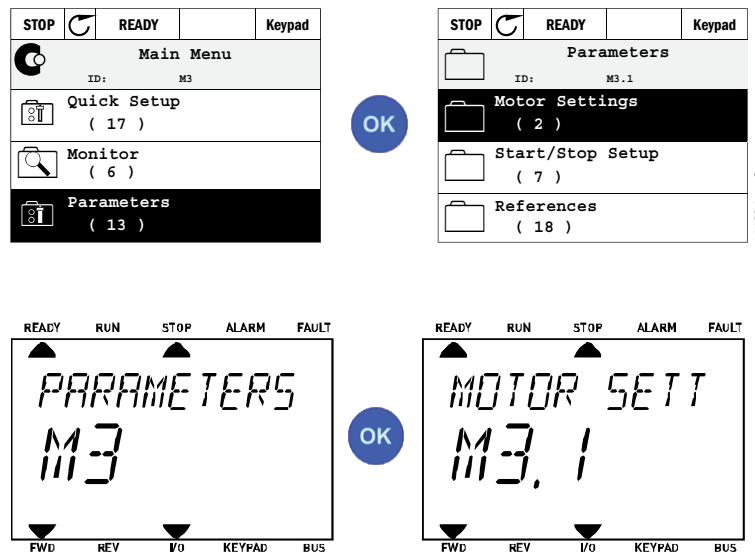 STOP READY Keypad
Main Menu
ID: M3
Quick Setup
( 17 )
Monitor
( 6 )
Parameters
( 13 )
OK
STOP READY Keypad
Parameters
ID: M3.1
Motor Settings
( 2 )
Start/Stop Setup
( 7 )
References
( 18 )
READY RUN STOP ALARM FAULT
PARAMETERS
M3
FWD REV I/O KEYPAD BUS
OK
READY RUN STOP ALARM FAULT
MOTOR SETT
M3.1
FWD REV I/O KEYPAD BUS